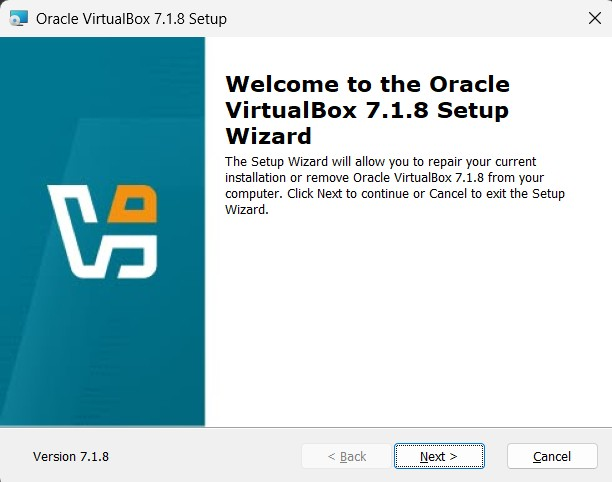 Oracle VirtualBox 7.1.8 Setup
Welcome to the Oracle
VirtualBox 7.1.8 Setup
Wizard
The Setup Wizard will allow you to repair your current
installation or remove Oracle VirtualBox 7.1.8 from your
computer. Click Next to continue or Cancel to exit the Setup
Wizard.
Version 7.1.8
< Back
Next >
Cancel